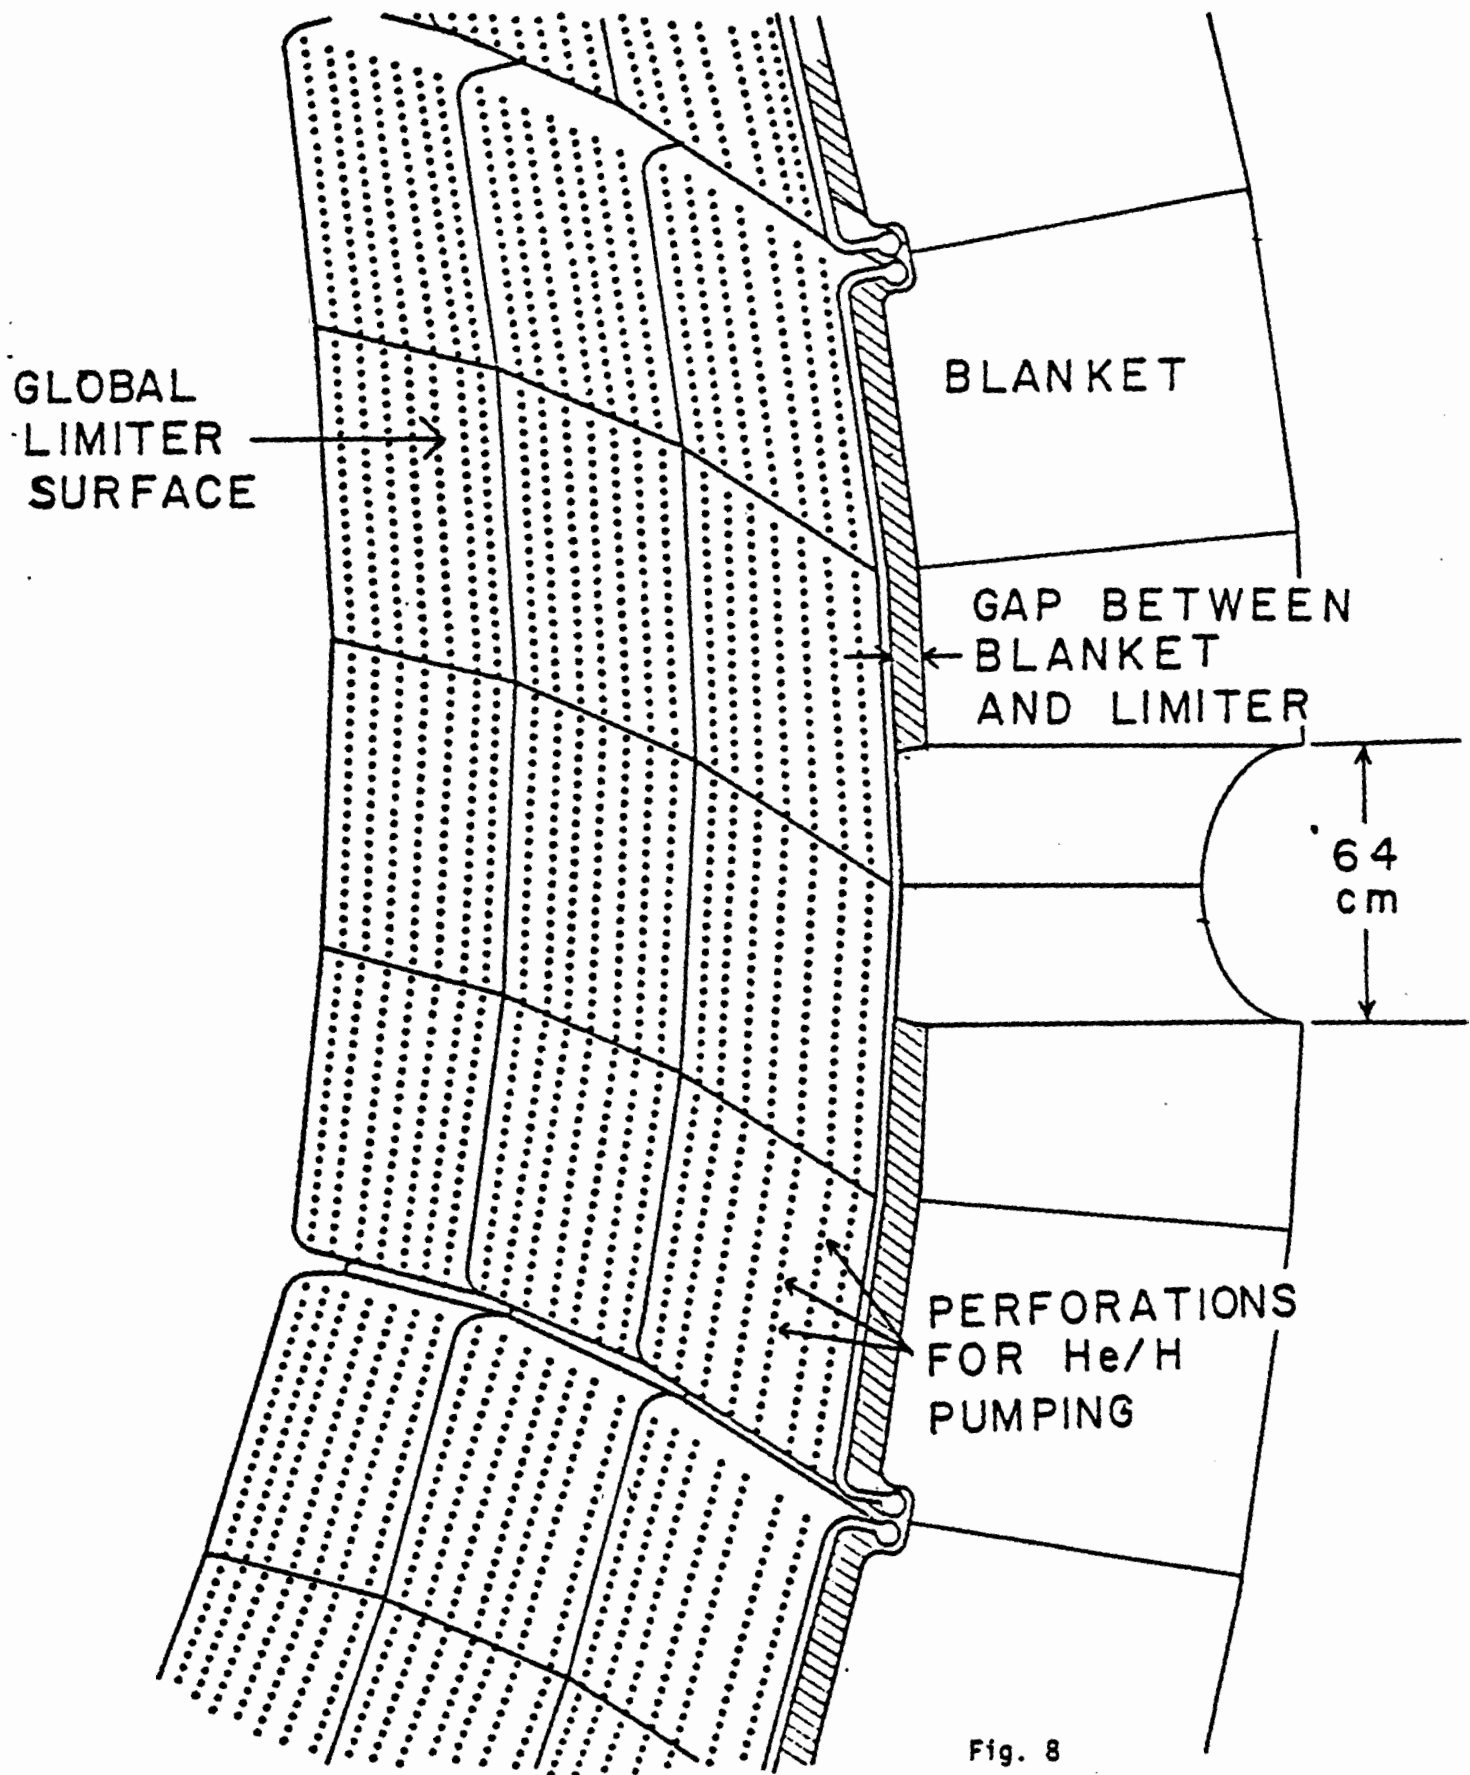 GLOBAL
LIMITER
SURFACE
BLANKET
GAP BETWEEN
BLANKET
AND LIMITER
64
cm
PERFORATIONS
FOR He/H
PUMPING
Fig. 8